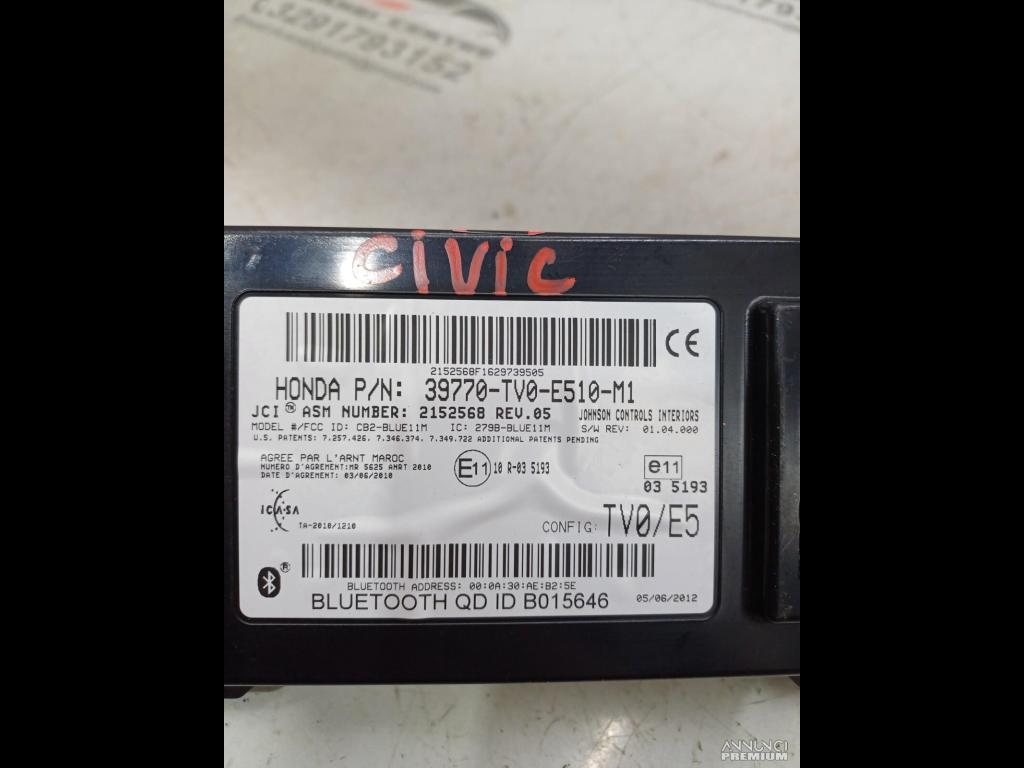 C3291793152
CIVIC
CE
2152568F1629739505
HONDA P/N: 39770-TV0-E510-M1
JCI™ ASM NUMBER: 2152568 REV.05 JOHNSON CONTROLS INTERIORS
MODEL #/FCC ID: CB2-BLUE11M IC: 279B-BLUE11M S/W REV: 01.04.000
U.S. PATENTS: 7.257.426. 7.346.374. 7.349.722 ADDITIONAL PATENTS PENDING
AGREE PAR L'ARNT MAROC
NUMERO D'AGREMENT:MR 5625 ANRT 2010
DATE D'AGREMENT: 03/06/2010
E11 10 R-03 5193
e11
03 5193
ICASA
TA-2010/1210
CONFIG: TV0/E5
BLUETOOTH ADDRESS: 00:0A:30:AE:B2:5E
BLUETOOTH QD ID B015646 05/06/2012
ANNUNCI
PREMIUM